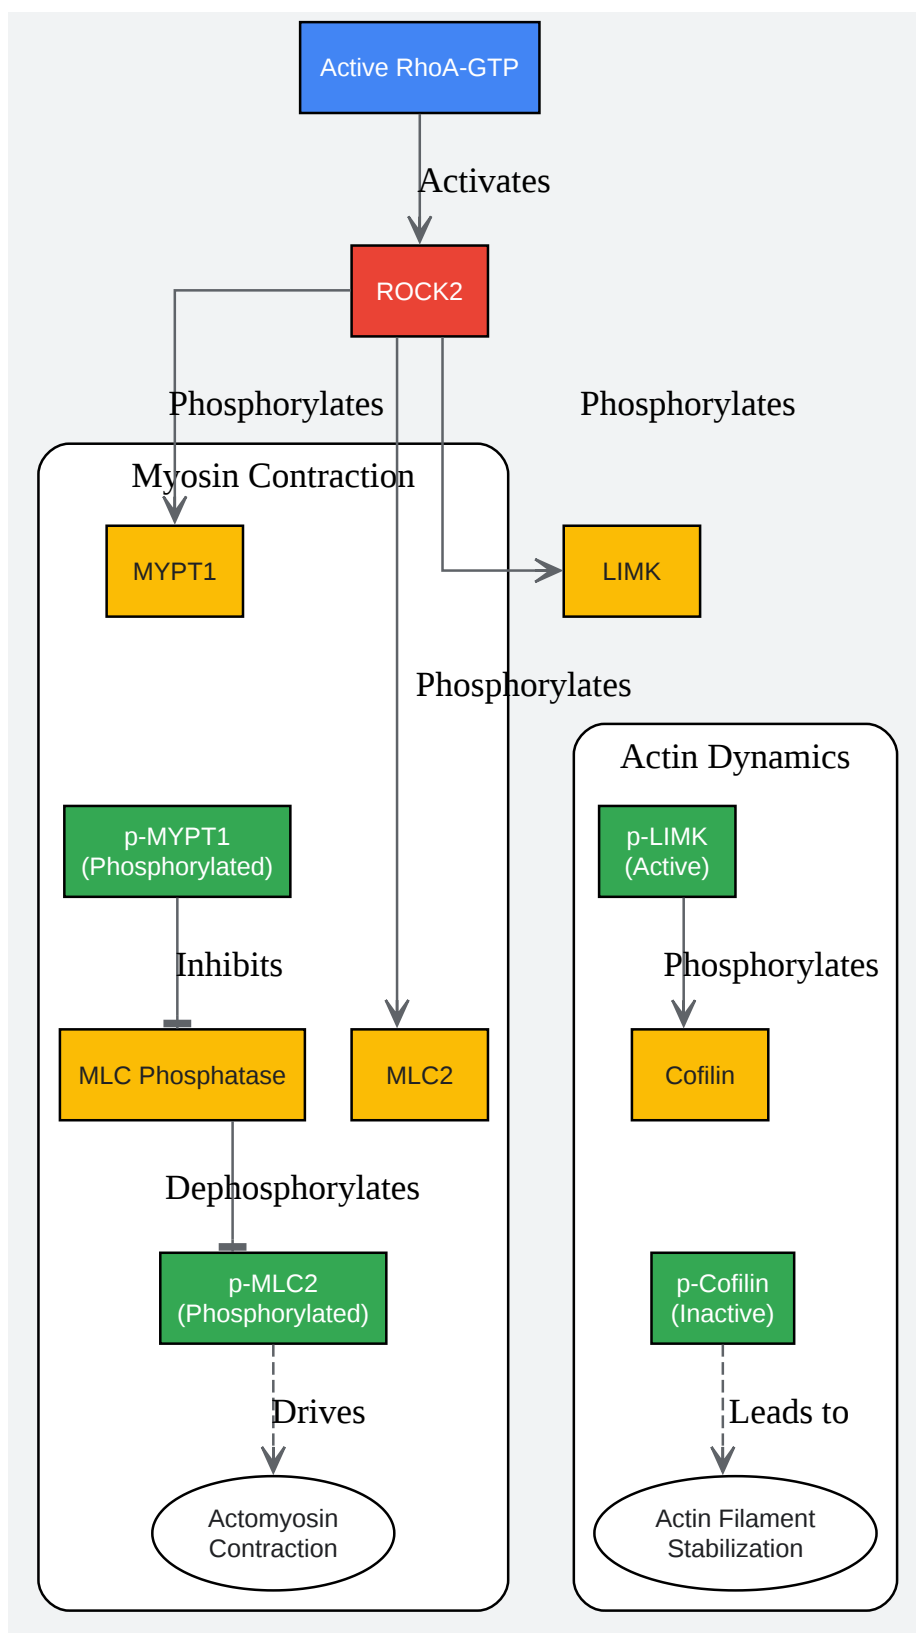 Active RhoA-GTP
Activates
ROCK2
Phosphorylates
Phosphorylates
Myosin Contraction
MYPT1
LIMK
Phosphorylates
Actin Dynamics
p-MYPT1
(Phosphorylated)
p-LIMK
(Active)
Inhibits
Phosphorylates
MLC Phosphatase
MLC2
Cofilin
Dephosphorylates
p-MLC2
(Phosphorylated)
p-Cofilin
(Inactive)
Drives
Leads to
Actomyosin
Contraction
Actin Filament
Stabilization